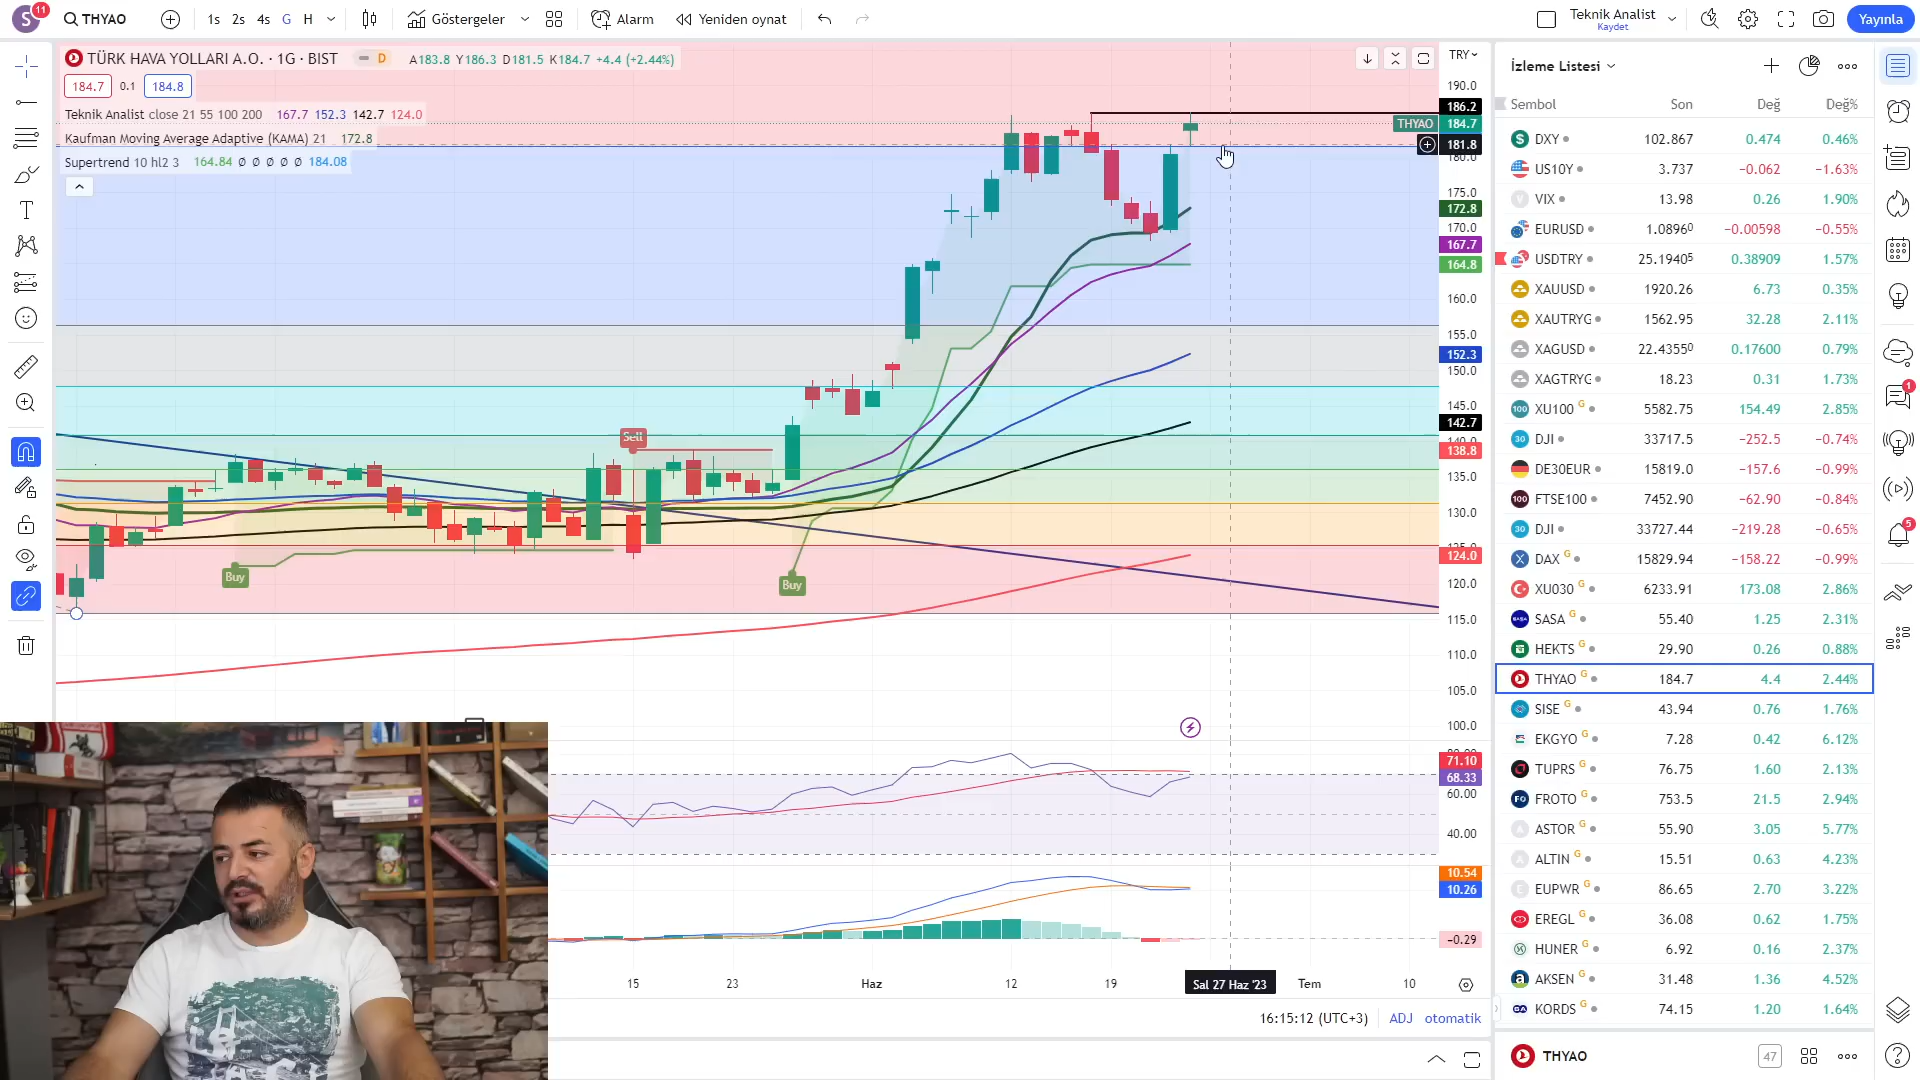 S 11 THYAO 1s 2s 4s G H Göstergeler Alarm Yeniden oynat Teknik Analist Kaydet Yayınla
TÜRK HAVA YOLLARI A.O. · 1G · BIST D A183.8 Y186.3 D181.5 K184.7 +4.4 (+2.44%)
184.7 0.1 184.8
Teknik Analist close 21 55 100 200 167.7 152.3 142.7 124.0
Kaufman Moving Average Adaptive (KAMA) 21 172.8
Supertrend 10 hl2 3 164.84 Ø Ø Ø Ø Ø 184.08
TRY
190.0
186.2
THYAO 184.7
181.8
180.0
175.0
172.8
170.0
167.7
164.8
160.0
155.0
152.3
150.0
145.0
142.7
140.0
138.8
135.0
130.0
125.0
124.0
120.0
115.0
110.0
105.0
100.0
Sell
Buy
Buy
80.00
71.10
68.33
60.00
40.00
10.54
10.26
−0.29
15 23 Haz 12 19 Sal 27 Haz '23 Tem 10
16:15:12 (UTC+3) ADJ otomatik
İzleme Listesi
Sembol Son Değ Değ%
DXY 102.867 0.474 0.46%
US10Y 3.737 −0.062 −1.63%
VIX 13.98 0.26 1.90%
EURUSD 1.08960 −0.00598 −0.55%
USDTRY 25.19405 0.38909 1.57%
XAUUSD 1920.26 6.73 0.35%
XAUTRYG 1562.95 32.28 2.11%
XAGUSD 22.43550 0.17600 0.79%
XAGTRYG 18.23 0.31 1.73%
XU100 G 5582.75 154.49 2.85%
DJI 33717.5 −252.5 −0.74%
DE30EUR 15819.0 −157.6 −0.99%
FTSE100 7452.90 −62.90 −0.84%
DJI 33727.44 −219.28 −0.65%
DAX G 15829.94 −158.22 −0.99%
XU030 G 6233.91 173.08 2.86%
SASA G 55.40 1.25 2.31%
HEKTS G 29.90 0.26 0.88%
THYAO G 184.7 4.4 2.44%
SISE G 43.94 0.76 1.76%
EKGYO G 7.28 0.42 6.12%
TUPRS G 76.75 1.60 2.13%
FROTO G 753.5 21.5 2.94%
ASTOR G 55.90 3.05 5.77%
ALTIN G 15.51 0.63 4.23%
EUPWR G 86.65 2.70 3.22%
EREGL G 36.08 0.62 1.75%
HUNER G 6.92 0.16 2.37%
AKSEN G 31.48 1.36 4.52%
KORDS G 74.15 1.20 1.64%
THYAO 47
1
5